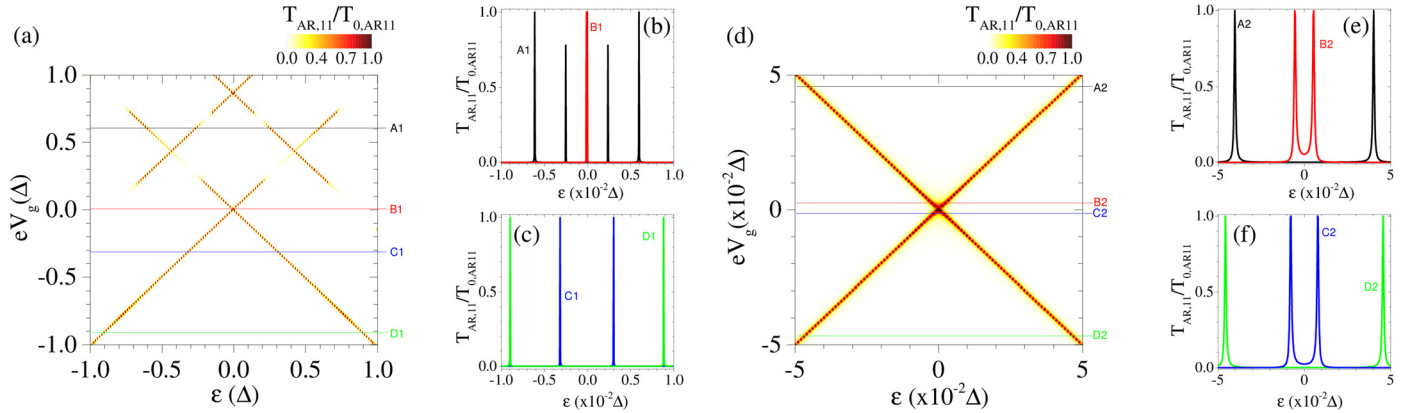 (a)
T_AR,11/T_0,AR11
0.0 0.4 0.7 1.0
eV_g(Δ)
1.0
0.5
0.0
-0.5
-1.0
A1
B1
C1
D1
-1.0 -0.5 0.0 0.5 1.0
ε (Δ)
(b)
T_AR,11/T_0,AR11
1.0
0.5
0.0
A1
B1
-1.0 -0.5 0.0 0.5 1.0
ε (x10^-2Δ)
(c)
T_AR,11/T_0,AR11
1.0
0.5
0.0
D1
C1
-1.0 -0.5 0.0 0.5 1.0
ε (x10^-2Δ)
(d)
T_AR,11/T_0,AR11
0.0 0.4 0.7 1.0
eV_g(x10^-2Δ)
5
0
-5
A2
B2
C2
D2
-5 0 5
ε (x10^-2Δ)
(e)
T_AR,11/T_0,AR11
1.0
0.5
0.0
A2
B2
-5 0 5
ε (x10^-2Δ)
(f)
T_AR,11/T_0,AR11
1.0
0.5
0.0
C2
D2
-5 0 5
ε (x10^-2Δ)